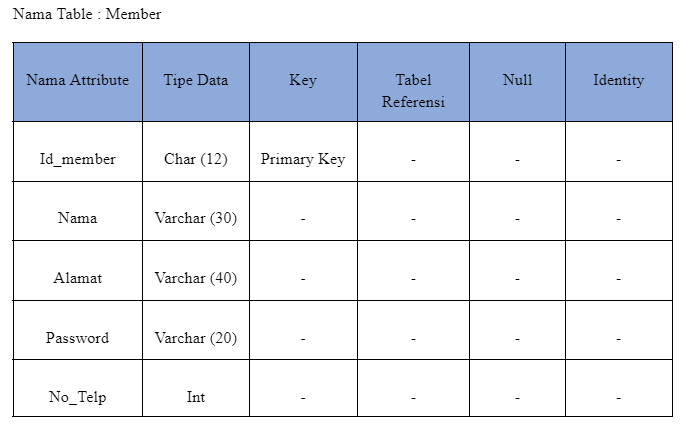 Nama Table : Member
Nama Attribute Tipe Data Key Tabel Referensi Null Identity
Id_member Char (12) Primary Key - - -
Nama Varchar (30) - - - -
Alamat Varchar (40) - - - -
Password Varchar (20) - - - -
No_Telp Int - - - -